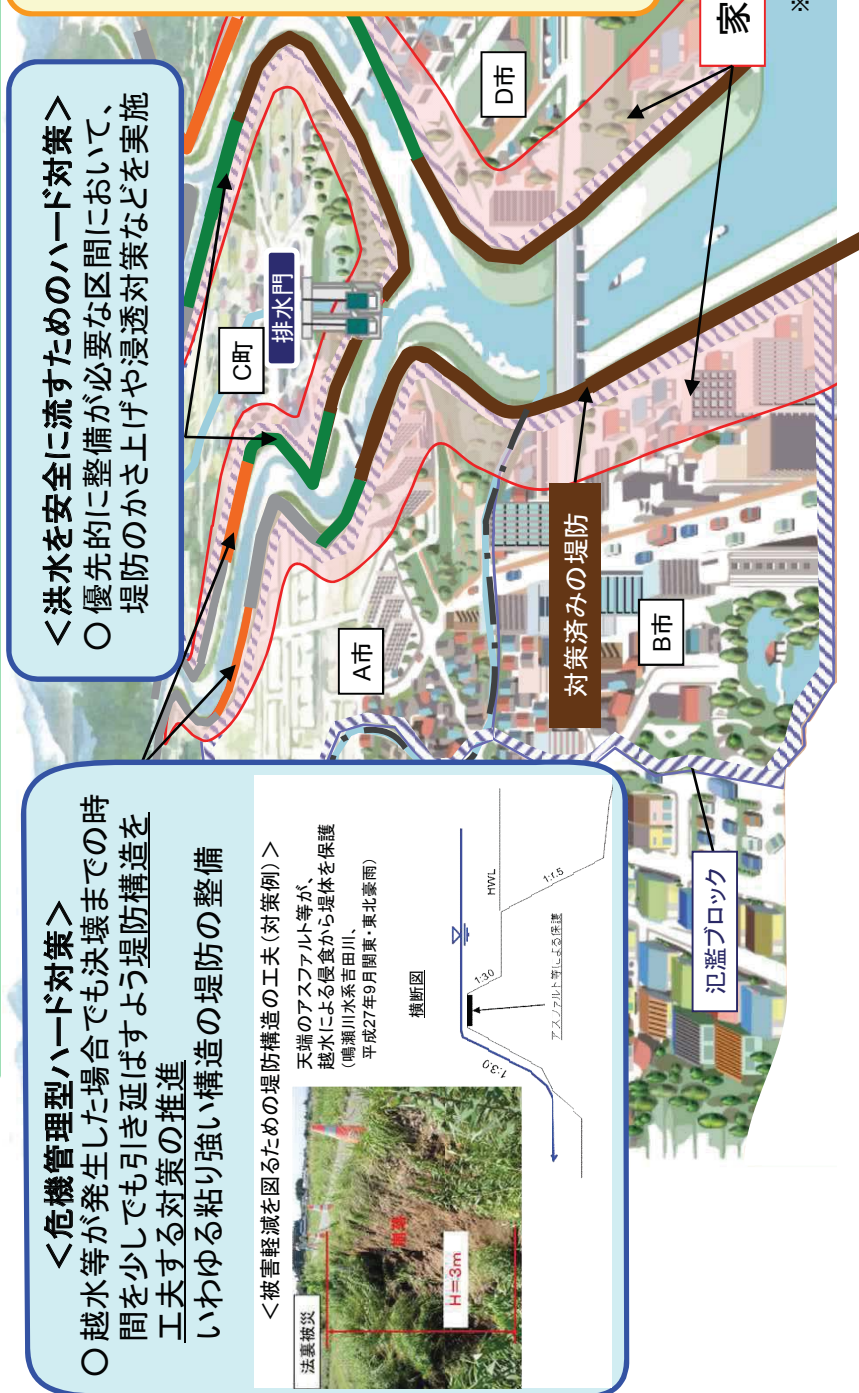 ＜危機管理型ハード対策＞
○越水等が発生した場合でも決壊までの時
間を少しでも引き延ばすよう堤防構造を
工夫する対策の推進
いわゆる粘り強い構造の堤防の整備
＜被害軽減を図るための堤防構造の工夫（対策例）＞
天端のアスファルト等が、
越水による侵食から堤体を保護
（鳴瀬川水系吉田川、
平成27年9月関東・東北豪雨）
法裏被災
H=3m
横断図
1:3.0
1:30
HWL
1:1.5
アスファルト等による保護
＜洪水を安全に流すためのハード対策＞
○優先的に整備が必要な区間において、
堤防のかさ上げや浸透対策などを実施
A市
C町
排水門
D市
対策済みの堤防
B市
氾濫ブロック
家
※